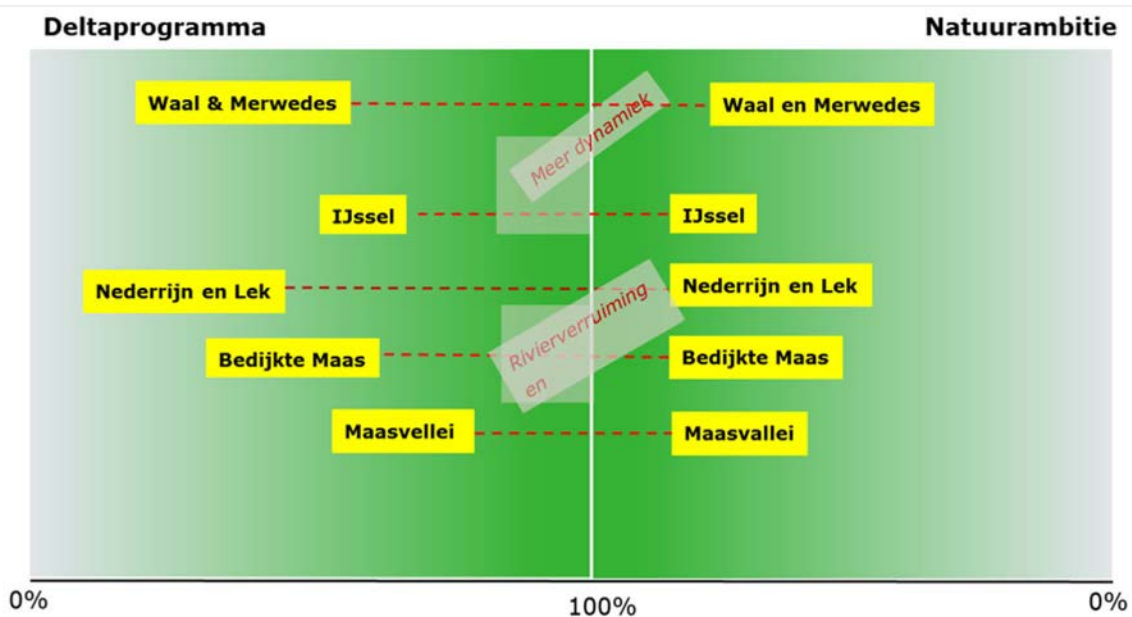 Deltaprogramma
Natuurambitie
Waal & Merwedes
Waal en Merwedes
Meer dynamiek
IJssel
IJssel
Nederrijn en Lek
Nederrijn en Lek
Rivierverruiming
en
Bedijkte Maas
Bedijkte Maas
Maasvellei
Maasvallei
0%
100%
0%